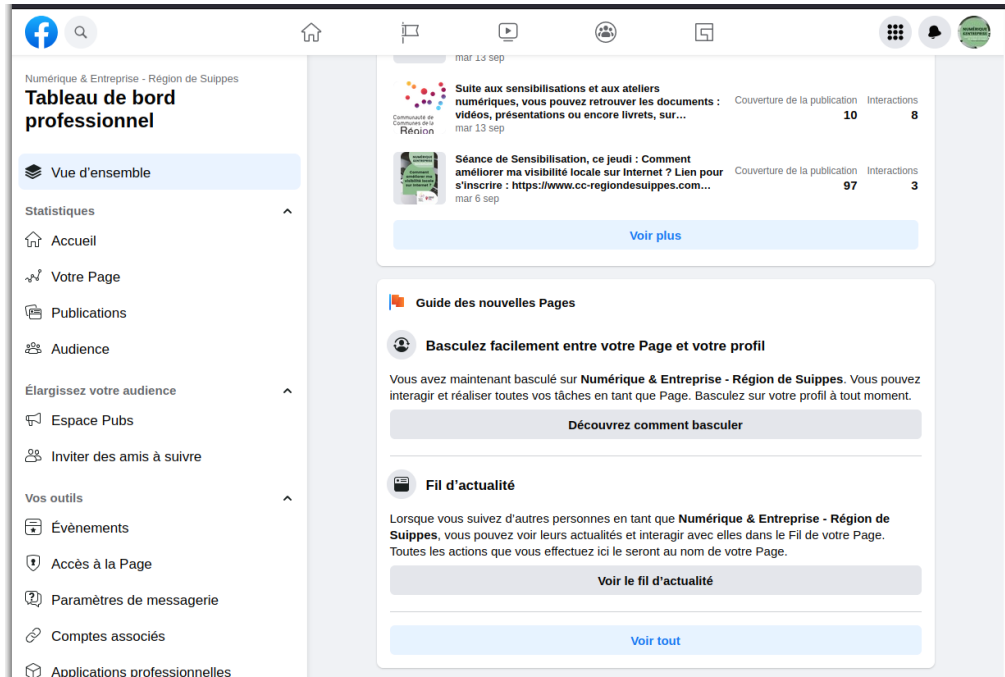 Numérique & Entreprise - Région de Suippes
Tableau de bord
professionnel
Vue d'ensemble
Statistiques
Accueil
Votre Page
Publications
Audience
Élargissez votre audience
Espace Pubs
Inviter des amis à suivre
Vos outils
Évènements
Accès à la Page
Paramètres de messagerie
Comptes associés
Applications professionnelles
mar 13 sep
Communauté de
Communes de la
Région
Suite aux sensibilisations et aux ateliers
numériques, vous pouvez retrouver les documents :
vidéos, présentations ou encore livrets, sur…
mar 13 sep
Couverture de la publication Interactions
10 8
Séance de Sensibilisation, ce jeudi : Comment
améliorer ma visibilité locale sur Internet ? Lien pour
s'inscrire : https://www.cc-regiondesuippes.com…
mar 6 sep
Couverture de la publication Interactions
97 3
Voir plus
Guide des nouvelles Pages
Basculez facilement entre votre Page et votre profil
Vous avez maintenant basculé sur Numérique & Entreprise - Région de Suippes. Vous pouvez
interagir et réaliser toutes vos tâches en tant que Page. Basculez sur votre profil à tout moment.
Découvrez comment basculer
Fil d'actualité
Lorsque vous suivez d'autres personnes en tant que Numérique & Entreprise - Région de
Suippes, vous pouvez voir leurs actualités et interagir avec elles dans le Fil de votre Page.
Toutes les actions que vous effectuez ici le seront au nom de votre Page.
Voir le fil d'actualité
Voir tout